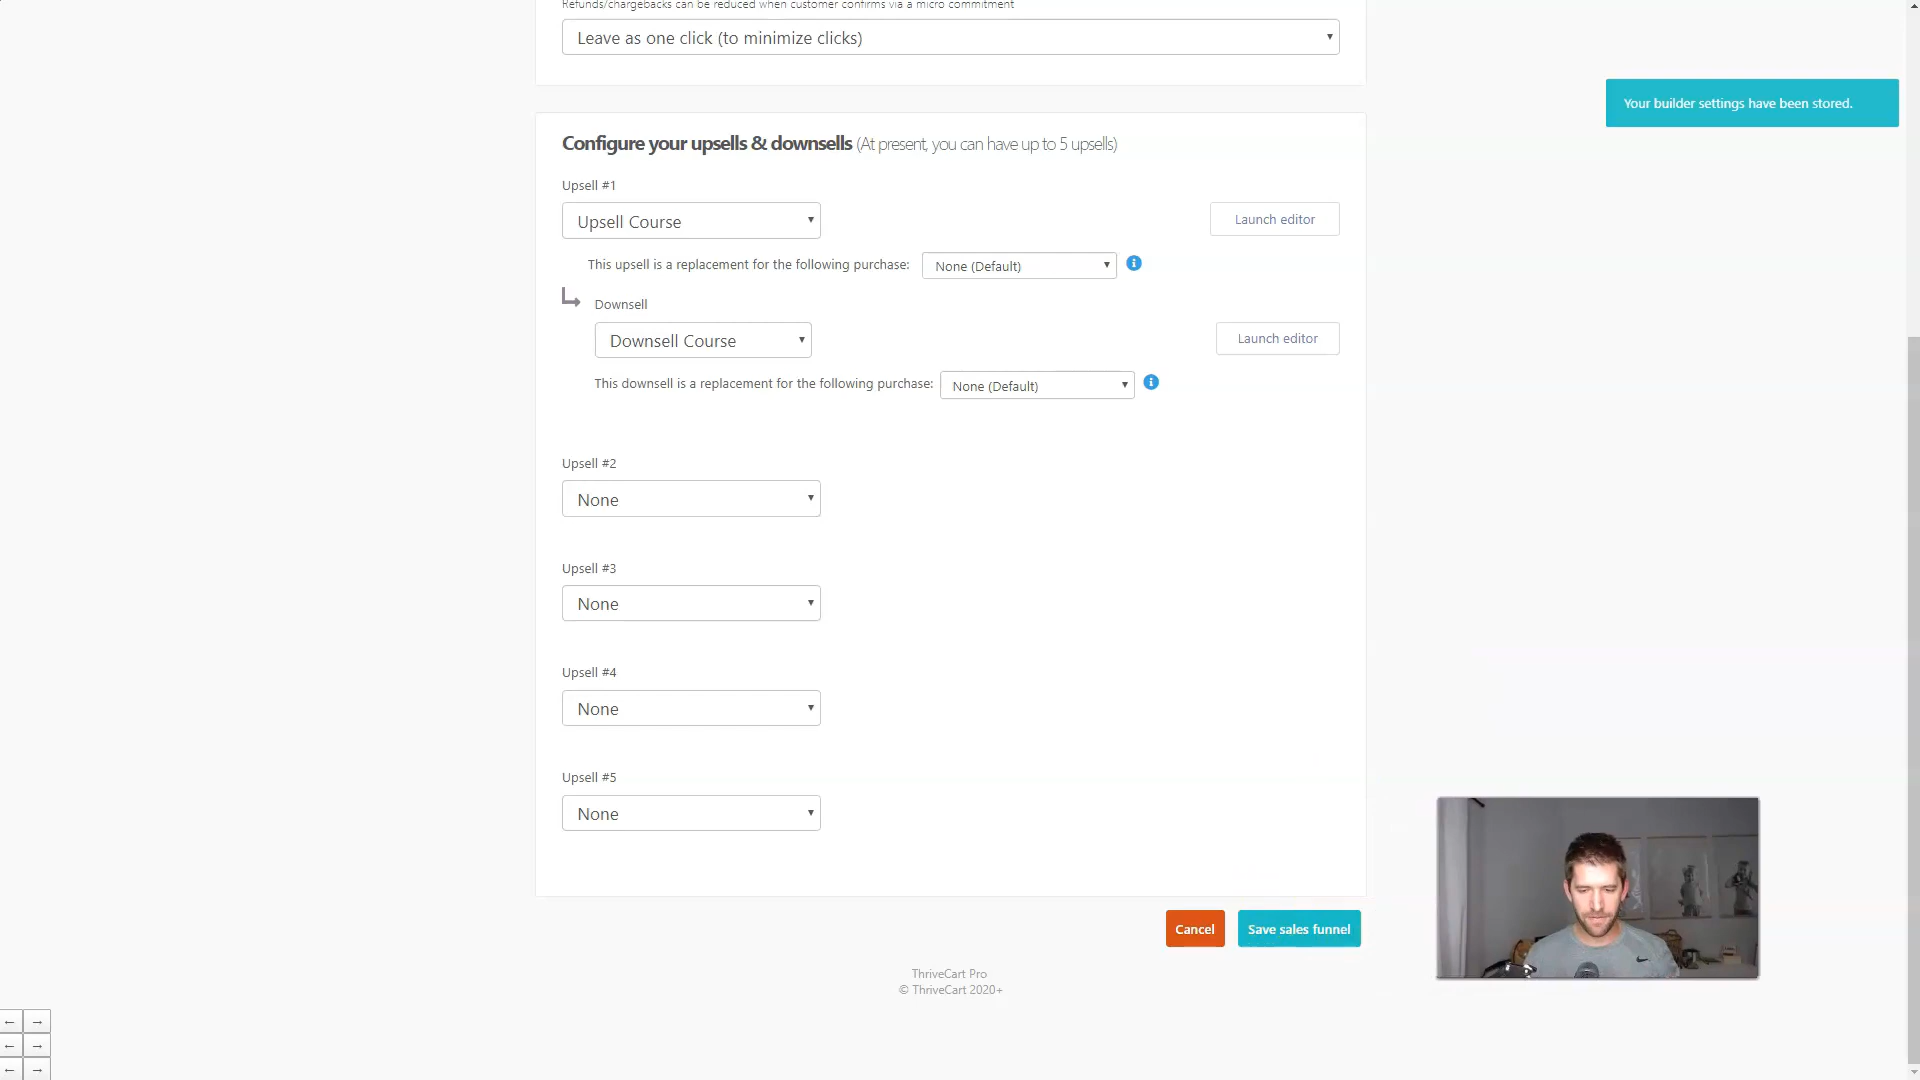 Refunds/chargebacks can be reduced when customer confirms via a micro commitment
Leave as one click (to minimize clicks)
Your builder settings have been stored.
Configure your upsells & downsells (At present, you can have up to 5 upsells)
Upsell #1
Upsell Course
Launch editor
This upsell is a replacement for the following purchase: None (Default)
Downsell
Downsell Course
Launch editor
This downsell is a replacement for the following purchase: None (Default)
Upsell #2
None
Upsell #3
None
Upsell #4
None
Upsell #5
None
Cancel
Save sales funnel
ThriveCart Pro
© ThriveCart 2020+